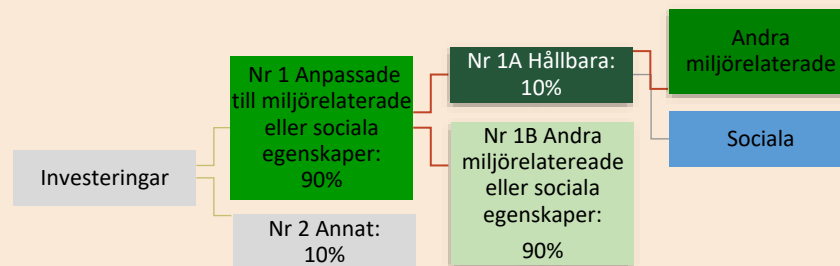 Investeringar
Nr 1 Anpassade
till miljörelaterade
eller sociala
egenskaper:
90%
Nr 2 Annat:
10%
Nr 1A Hållbara:
10%
Nr 1B Andra
miljörelatereade
eller sociala
egenskaper:
90%
Andra
miljörelaterade
Sociala